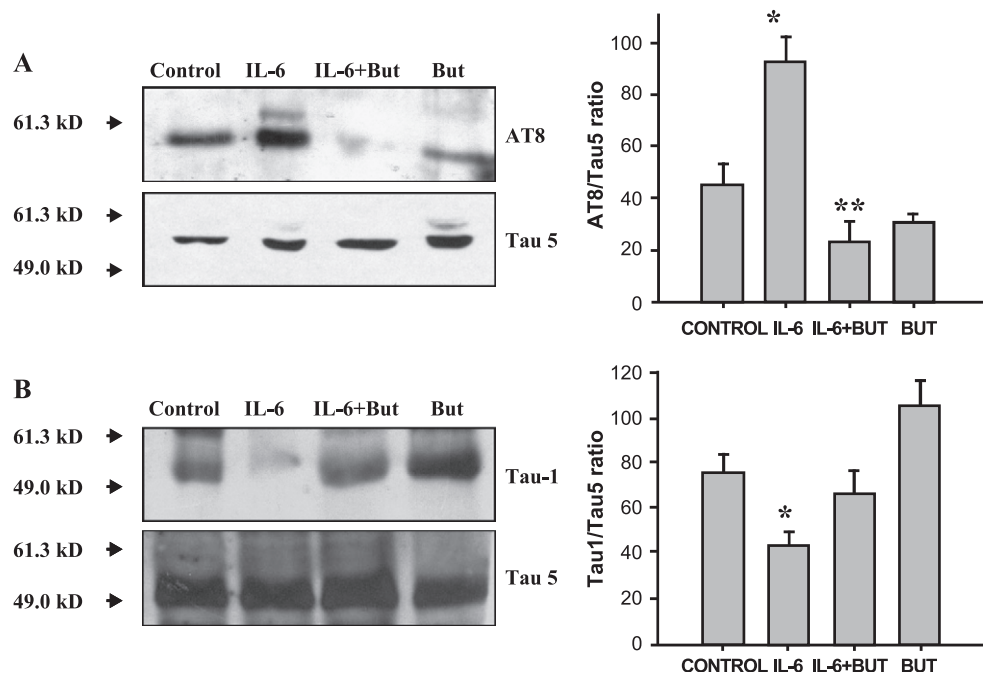 A
Control IL-6 IL-6+But But
61.3 kD
AT8
61.3 kD
Tau 5
49.0 kD
*
**
AT8/Tau5 ratio
100
80
60
40
20
0
CONTROL IL-6 IL-6+BUT BUT
B
Control IL-6 IL-6+But But
61.3 kD
Tau-1
49.0 kD
61.3 kD
Tau 5
49.0 kD
*
Tau1/Tau5 ratio
120
100
80
60
40
20
0
CONTROL IL-6 IL-6+BUT BUT